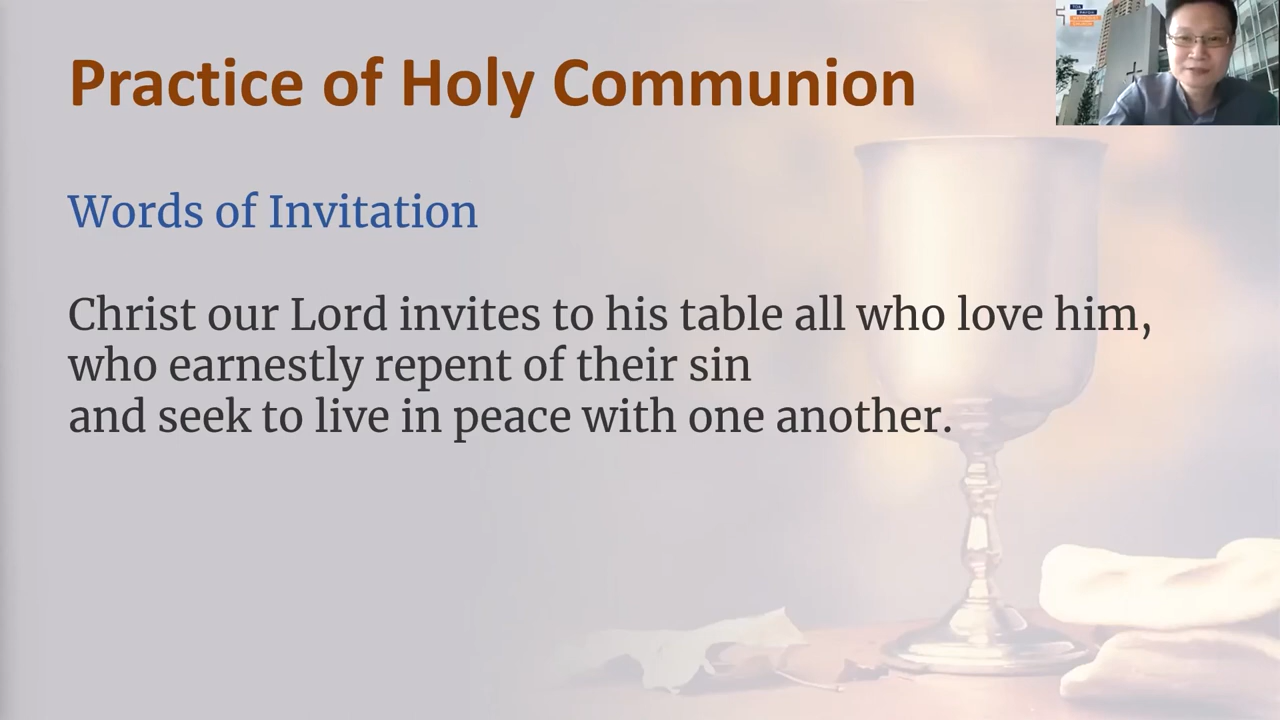 Practice of Holy Communion
Words of Invitation
Christ our Lord invites to his table all who love him,
who earnestly repent of their sin
and seek to live in peace with one another.